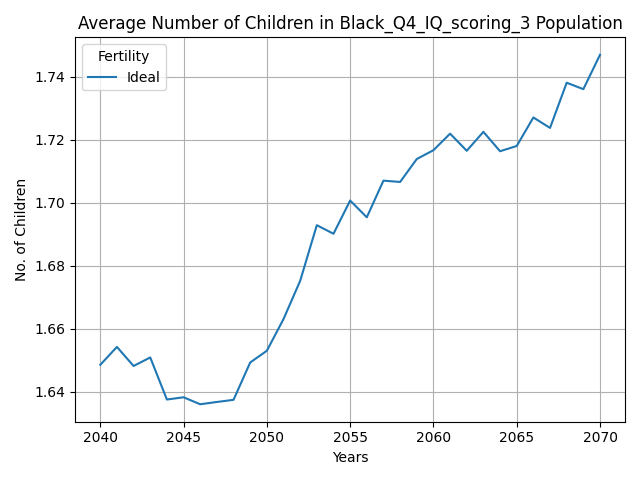 Average Number of Children in Black_Q4_IQ_scoring_3 Population
Fertility
Ideal
No. of Children
1.74
1.72
1.70
1.68
1.66
1.64
2040 2045 2050 2055 2060 2065 2070
Years